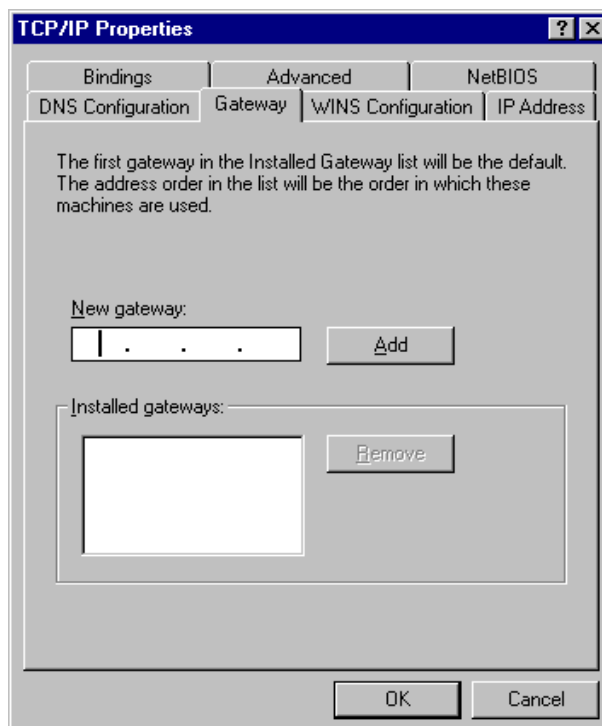 TCP/IP Properties
Bindings Advanced NetBIOS
DNS Configuration Gateway WINS Configuration IP Address
The first gateway in the Installed Gateway list will be the default.
The address order in the list will be the order in which these
machines are used.
New gateway:
. . . Add
Installed gateways:
Remove
OK Cancel